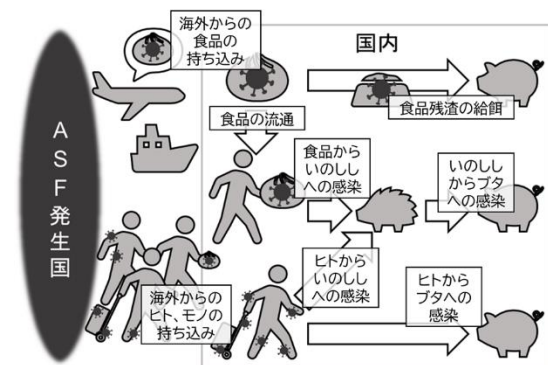 海外からの
食品の
持ち込み
国内
食品残渣の給餌
食品の流通
ASF発生国
食品から
いのしし
への感染
いのしし
からブタ
への感染
ヒトから
いのしし
への感染
海外からの
ヒト、モノの
持ち込み
ヒトから
ブタへの
感染